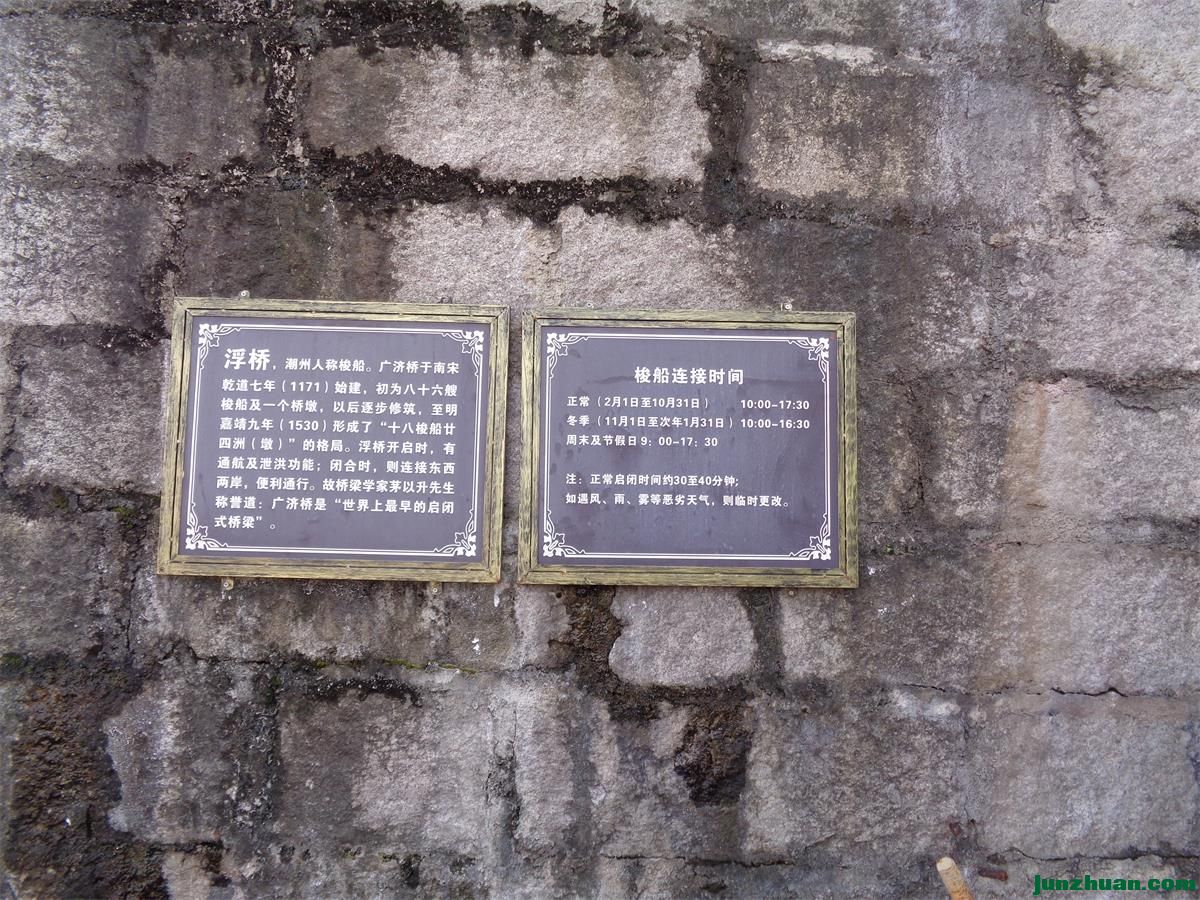 浮桥，潮州人称梭船。广济桥于南宋
乾道七年（1171）始建，初为八十六艘
梭船及一个桥墩，以后逐步修筑，至明
嘉靖九年（1530）形成了“十八梭船廿
四洲（墩）”的格局。浮桥开启时，有
通航及泄洪功能；闭合时，则连接东西
两岸，便利通行。故桥梁学家茅以升先生
称誉道：广济桥是“世界上最早的启闭
式桥梁”。
梭船连接时间
正常（2月1日至10月31日） 10:00-17:30
冬季（11月1日至次年1月31日）10:00-16:30
周末及节假日9：00-17：30
注：正常启闭时间约30至40分钟;
如遇风、雨、雾等恶劣天气，则临时更改。
junzhuan.com